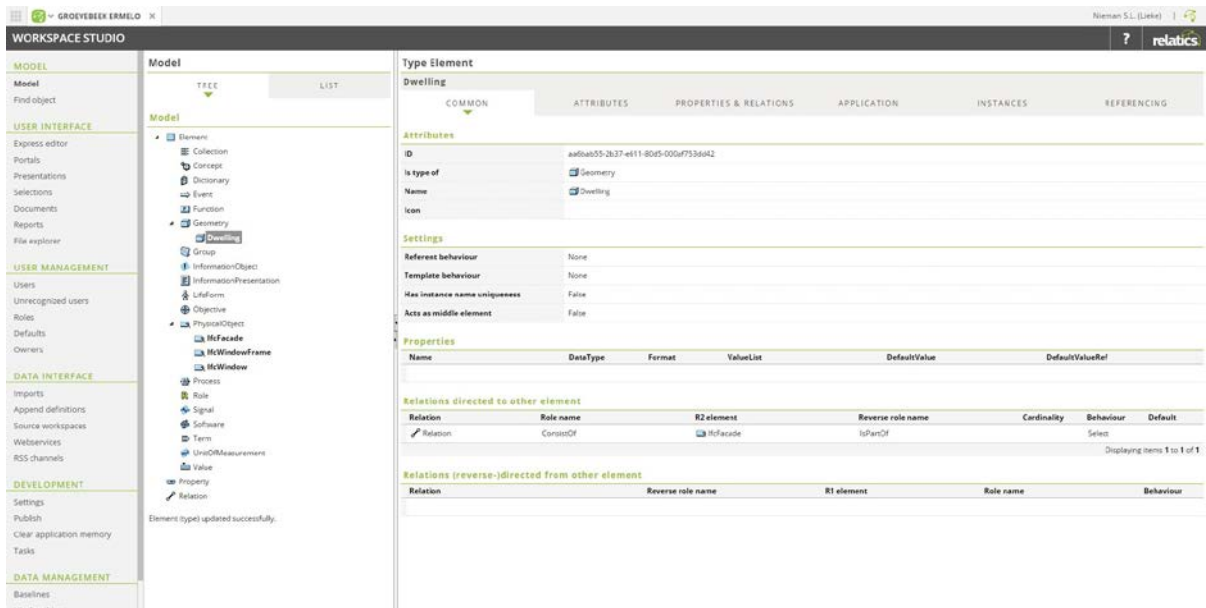 GROEVEBEEK ERMELO ×
Nieman S.L. (Lieke)
WORKSPACE STUDIO
?
relatics
MODEL
Model
Find object
USER INTERFACE
Express editor
Portals
Presentations
Selections
Documents
Reports
File explorer
USER MANAGEMENT
Users
Unrecognized users
Roles
Defaults
Owners
DATA INTERFACE
Imports
Append definitions
Source workspaces
Webservices
RSS channels
DEVELOPMENT
Settings
Publish
Clear application memory
Tasks
DATA MANAGEMENT
Baselines
Model
TREE LIST
Model
Element
Collection
Concept
Dictionary
Event
Function
Geometry
Dwelling
Group
InformationObject
InformationPresentation
LifeForm
Objective
PhysicalObject
IfcFacade
IfcWindowFrame
IfcWindow
Process
Role
Signal
Software
Term
UnitOfMeasurement
Value
Property
Relation
Element (type) updated successfully.
Type Element
Dwelling
COMMON ATTRIBUTES PROPERTIES & RELATIONS APPLICATION INSTANCES REFERENCING
Attributes
ID
Is type of Geometry
Name Dwelling
Icon
Settings
Referent behaviour None
Template behaviour None
Has instance name uniqueness False
Acts as middle element False
Properties
Name DataType Format ValueList DefaultValue DefaultValueRef
Relations directed to other element
Relation Role name R2 element Reverse role name Cardinality Behaviour Default
Relation ConsistOf IfcFacade IsPartOf Select
Displaying items 1 to 1 of 1
Relations (reverse-)directed from other element
Relation Reverse role name R1 element Role name Behaviour